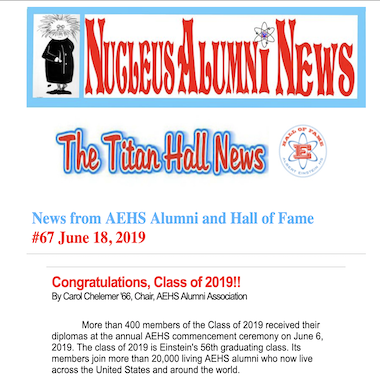 NUCLEUS ALUMNI NEWS
The Titan Hall News
HALL OF FAME
E
News from AEHS Alumni and Hall of Fame
#67 June 18, 2019
Congratulations, Class of 2019!!
By Carol Chelemer '66, Chair, AEHS Alumni Association
More than 400 members of the Class of 2019 received their
diplomas at the annual AEHS commencement ceremony on June 6,
2019. The class of 2019 is Einstein's 56th graduating class. Its
members join more than 20,000 living AEHS alumni who now live
across the United States and around the world.